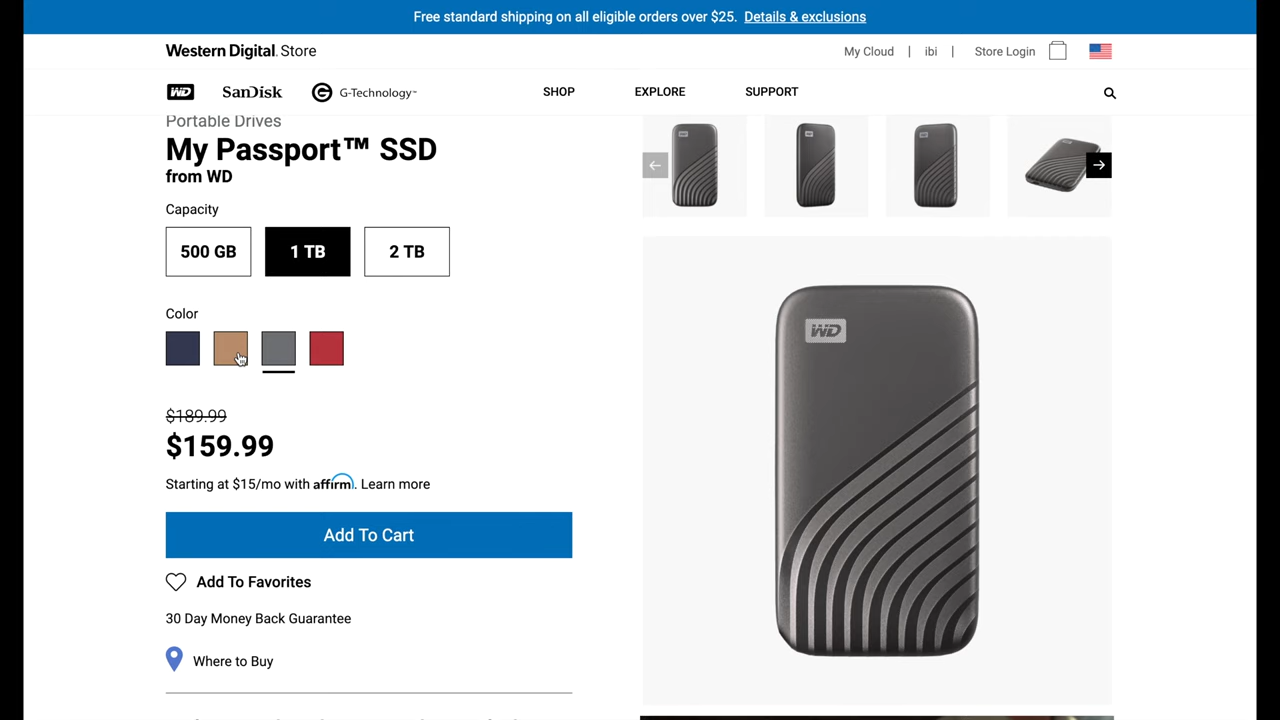 Free standard shipping on all eligible orders over $25. Details & exclusions
Western Digital. Store
My Cloud | ibi | Store Login
WD SanDisk G-Technology™
SHOP EXPLORE SUPPORT
Portable Drives
My Passport™ SSD
from WD
Capacity
500 GB 1 TB 2 TB
Color
$189.99
$159.99
Starting at $15/mo with affirm. Learn more
Add To Cart
Add To Favorites
30 Day Money Back Guarantee
Where to Buy
WD